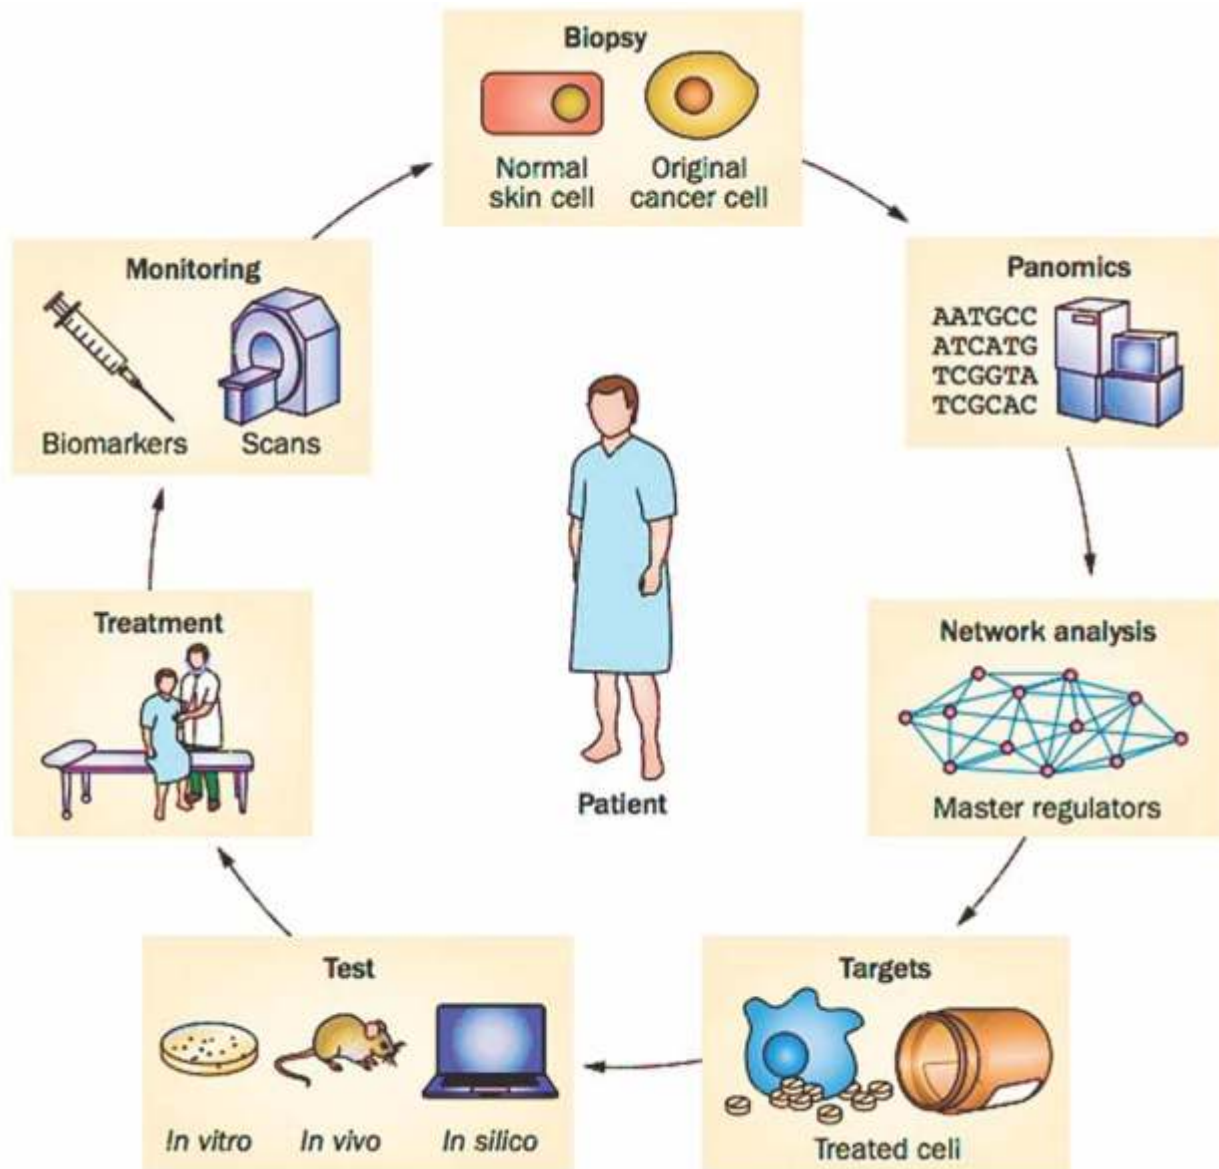 Biopsy
Normal
skin cell
Original
cancer cell
Panomics
AATGCC
ATCATG
TCGGTA
TCGCAC
Network analysis
Master regulators
Targets
Treated celi
Test
In vitro
In vivo
In silico
Treatment
Monitoring
Biomarkers
Scans
Patient